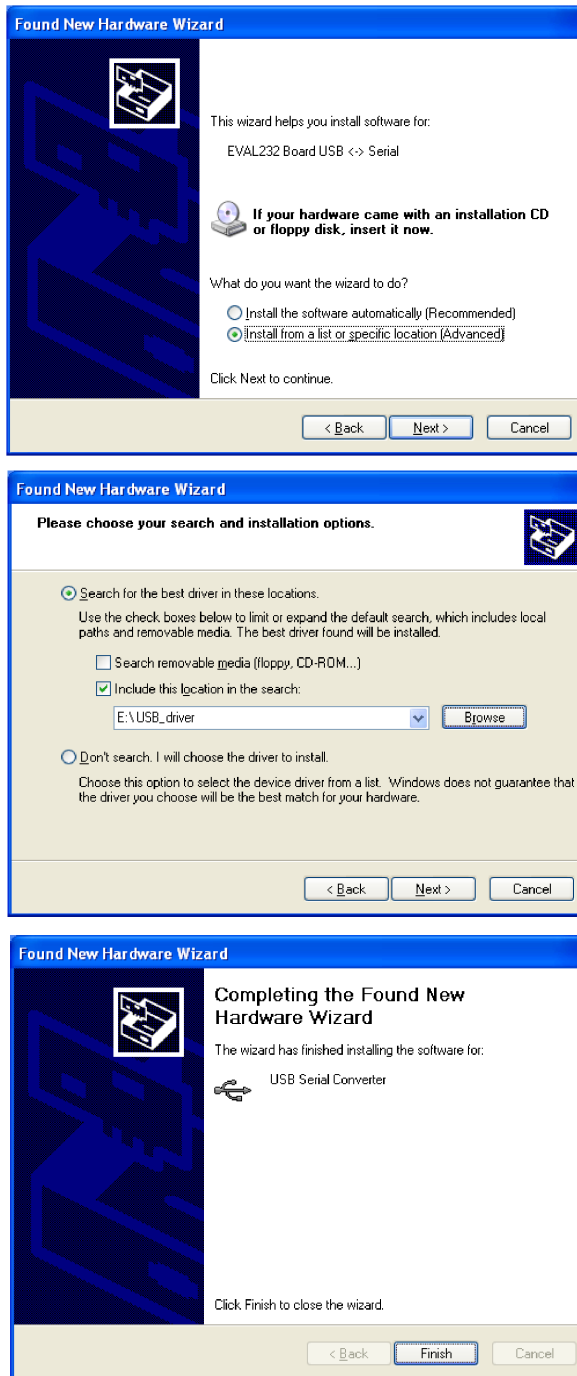 Found New Hardware Wizard
This wizard helps you install software for:
EVAL232 Board USB <-> Serial
If your hardware came with an installation CD
or floppy disk, insert it now.
What do you want the wizard to do?
Install the software automatically (Recommended)
Install from a list or specific location (Advanced)
Click Next to continue.
< Back Next > Cancel
Found New Hardware Wizard
Please choose your search and installation options.
Search for the best driver in these locations.
Use the check boxes below to limit or expand the default search, which includes local
paths and removable media. The best driver found will be installed.
Search removable media (floppy, CD-ROM...)
Include this location in the search:
E:\USB_driver Browse
Don't search. I will choose the driver to install.
Choose this option to select the device driver from a list. Windows does not guarantee that
the driver you choose will be the best match for your hardware.
< Back Next > Cancel
Found New Hardware Wizard
Completing the Found New
Hardware Wizard
The wizard has finished installing the software for:
USB Serial Converter
Click Finish to close the wizard.
< Back Finish Cancel